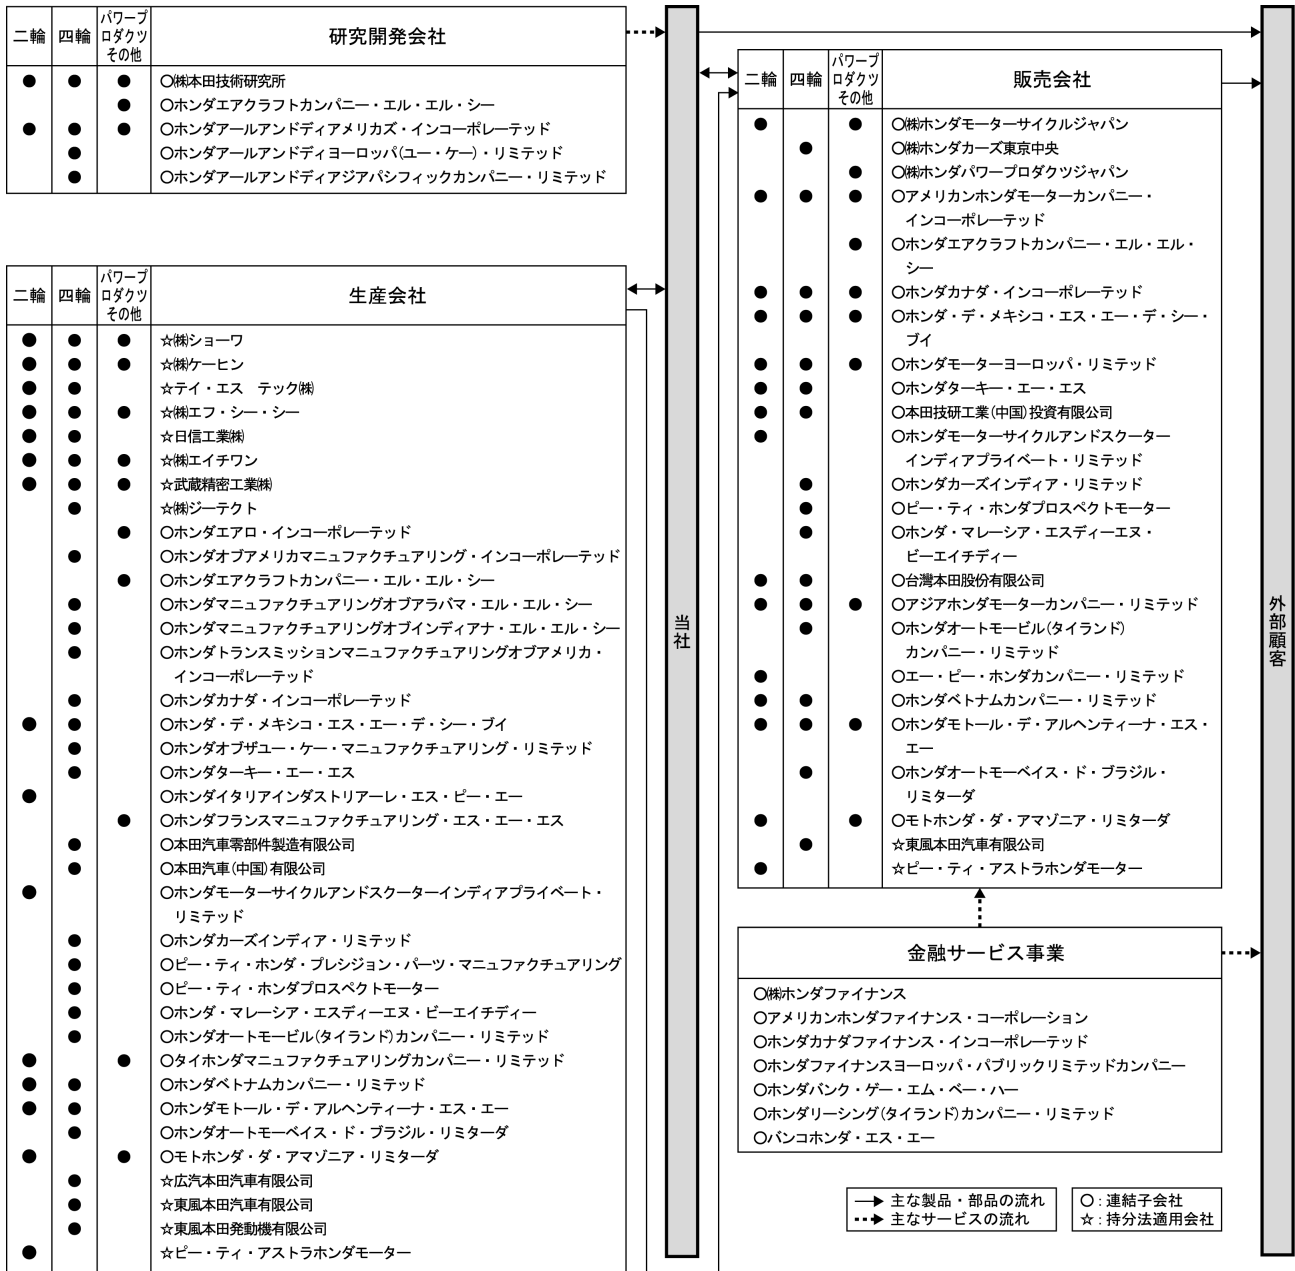 二輪 四輪 パワープ
ロダクツ
その他 研究開発会社
● ● ● ○㈱本田技術研究所
● ○ホンダエアクラフトカンパニー・エル・エル・シー
● ● ● ○ホンダアールアンドディアメリカズ・インコーポレーテッド
● ○ホンダアールアンドディヨーロッパ(ユー・ケー)・リミテッド
● ○ホンダアールアンドディアジアパシフィックカンパニー・リミテッド
二輪 四輪 パワープ
ロダクツ
その他 生産会社
● ● ● ☆㈱ショーワ
● ● ● ☆㈱ケーヒン
● ● ☆テイ・エス テック㈱
● ● ● ☆㈱エフ・シー・シー
● ● ☆日信工業㈱
● ● ● ☆㈱エイチワン
● ● ● ☆武蔵精密工業㈱
● ☆㈱ジーテクト
● ○ホンダエアロ・インコーポレーテッド
● ○ホンダオブアメリカマニュファクチュアリング・インコーポレーテッド
● ○ホンダエアクラフトカンパニー・エル・エル・シー
● ○ホンダマニュファクチュアリングオブアラバマ・エル・エル・シー
● ○ホンダマニュファクチュアリングオブインディアナ・エル・エル・シー
● ○ホンダトランスミッションマニュファクチュアリングオブアメリカ・
インコーポレーテッド
● ○ホンダカナダ・インコーポレーテッド
● ● ○ホンダ・デ・メキシコ・エス・エー・デ・シー・ブイ
● ○ホンダオブザユー・ケー・マニュファクチュアリング・リミテッド
● ○ホンダターキー・エー・エス
● ○ホンダイタリアインダストリアーレ・エス・ピー・エー
● ○ホンダフランスマニュファクチュアリング・エス・エー・エス
● ○本田汽車零部件製造有限公司
● ○本田汽車(中国)有限公司
● ○ホンダモーターサイクルアンドスクーターインディアプライベート・
リミテッド
● ○ホンダカーズインディア・リミテッド
● ○ピー・ティ・ホンダ・プレシジョン・パーツ・マニュファクチュアリング
● ○ピー・ティ・ホンダプロスペクトモーター
● ○ホンダ・マレーシア・エスディーエヌ・ビーエイチディー
● ○ホンダオートモービル(タイランド)カンパニー・リミテッド
● ● ○タイホンダマニュファクチュアリングカンパニー・リミテッド
● ● ○ホンダベトナムカンパニー・リミテッド
● ● ○ホンダモトール・デ・アルヘンティーナ・エス・エー
● ○ホンダオートモーベイス・ド・ブラジル・リミターダ
● ● ○モトホンダ・ダ・アマゾニア・リミターダ
● ☆広汽本田汽車有限公司
● ☆東風本田汽車有限公司
● ☆東風本田発動機有限公司
● ☆ピー・ティ・アストラホンダモーター
当社
二輪 四輪 パワープ
ロダクツ
その他 販売会社
● ● ○㈱ホンダモーターサイクルジャパン
● ○㈱ホンダカーズ東京中央
● ○㈱ホンダパワープロダクツジャパン
● ● ● ○アメリカンホンダモーターカンパニー・
インコーポレーテッド
● ○ホンダエアクラフトカンパニー・エル・エル・
シー
● ● ● ○ホンダカナダ・インコーポレーテッド
● ● ● ○ホンダ・デ・メキシコ・エス・エー・デ・シー・
ブイ
● ● ● ○ホンダモーターヨーロッパ・リミテッド
● ● ○ホンダターキー・エー・エス
● ● ○本田技研工業(中国)投資有限公司
● ○ホンダモーターサイクルアンドスクーター
インディアプライベート・リミテッド
● ○ホンダカーズインディア・リミテッド
● ○ピー・ティ・ホンダプロスペクトモーター
● ○ホンダ・マレーシア・エスディーエヌ・
ビーエイチディー
● ● ○台灣本田股份有限公司
● ● ● ○アジアホンダモーターカンパニー・リミテッド
● ○ホンダオートモービル(タイランド)
カンパニー・リミテッド
● ○エー・ピー・ホンダカンパニー・リミテッド
● ● ○ホンダベトナムカンパニー・リミテッド
● ● ● ○ホンダモトール・デ・アルヘンティーナ・エス・
エー
● ○ホンダオートモーベイス・ド・ブラジル・
リミターダ
● ● ○モトホンダ・ダ・アマゾニア・リミターダ
● ☆東風本田汽車有限公司
● ☆ピー・ティ・アストラホンダモーター
金融サービス事業
○㈱ホンダファイナンス
○アメリカンホンダファイナンス・コーポレーション
○ホンダカナダファイナンス・インコーポレーテッド
○ホンダファイナンスヨーロッパ・パブリックリミテッドカンパニー
○ホンダバンク・ゲー・エム・ベー・ハー
○ホンダリーシング(タイランド)カンパニー・リミテッド
○バンコホンダ・エス・エー
主な製品・部品の流れ
主なサービスの流れ
○:連結子会社
☆:持分法適用会社
外部顧客